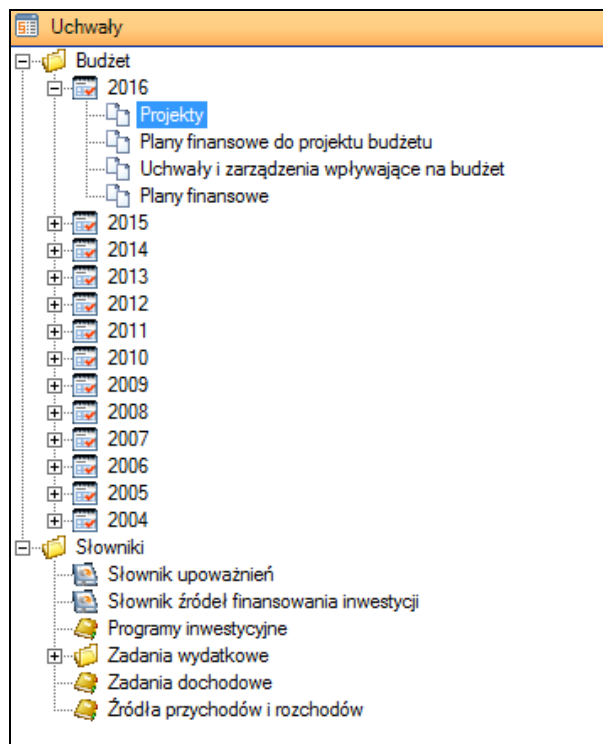 Uchwały
Budżet
2016
Projekty
Plany finansowe do projektu budżetu
Uchwały i zarządzenia wpływające na budżet
Plany finansowe
2015
2014
2013
2012
2011
2010
2009
2008
2007
2006
2005
2004
Słowniki
Słownik upoważnień
Słownik źródeł finansowania inwestycji
Programy inwestycyjne
Zadania wydatkowe
Zadania dochodowe
Źródła przychodów i rozchodów